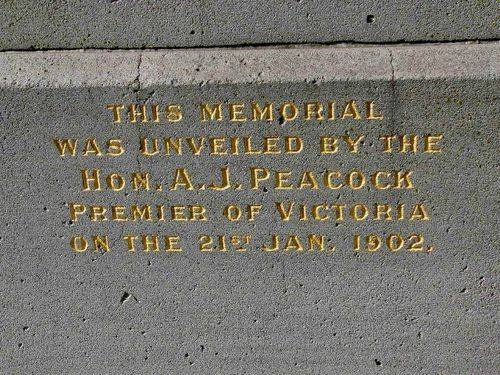 THIS MEMORIAL
WAS UNVEILED BY THE
HON. A.J. PEACOCK
PREMIER OF VICTORIA
ON THE 21ST JAN. 1902.